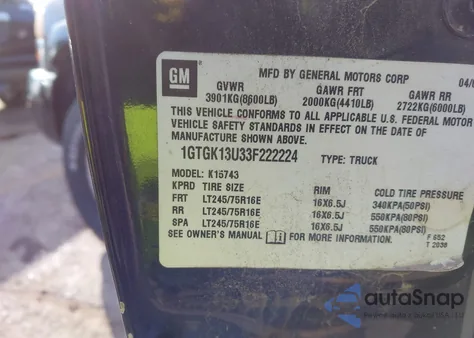 GM
MFD BY GENERAL MOTORS CORP
04/
GVWR GAWR FRT GAWR RR
3901KG(8600LB) 2000KG(4410LB) 2722KG(6000LB)
THIS VEHICLE CONFORMS TO ALL APPLICABLE U.S. FEDERAL MOTOR
VEHICLE SAFETY STANDARDS IN EFFECT ON THE DATE OF
MANUFACTURE SHOWN ABOVE.
1GTGK13U33F222224 TYPE: TRUCK
K15743
KPRD TIRE SIZE RIM COLD TIRE PRESSURE
FRT LT245/75R16E 16X6.5J 340KPA(50PSI)
RR LT245/75R16E 16X6.5J 550KPA(80PSI)
SPA LT245/75R16E 16X6.5J 550KPA(80PSI)
SEE OWNER'S MANUAL FOR MORE INFORMATION. F 652
T 2938
autoSnap